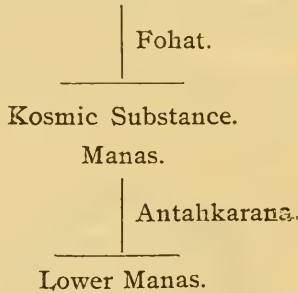 Fohat.
Kosmic Substance.
Manas.
Antahkarana.
Lower Manas.